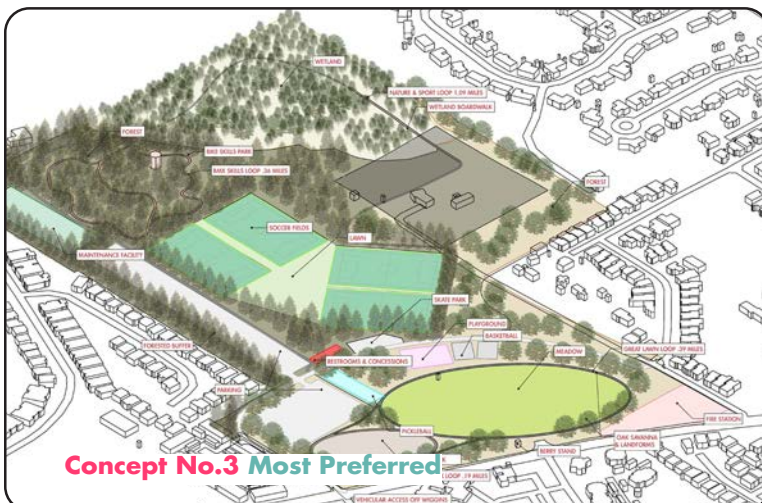 WETLAND
NATURE & SPORT LOOP 1.09 MILES
WETLAND BOARDWALK
FOREST
BIKE SKILLS PARK
BIKE SKILLS LOOP .36 MILES
FOREST
SOCCER FIELDS
LAWN
MAINTENANCE FACILITY
SKATE PARK
PLAYGROUND
BASKETBALL
FORESTED BUFFER
RESTROOMS & CONCESSIONS
MEADOW
GREAT LAWN LOOP .39 MILES
PARKING
FIRE STATION
PICKLEBALL
OAK SAVANNA
& LANDFORMS
BERRY STAND
LOOP .19 MILES
VEHICULAR ACCESS OFF WIGGINS
Concept No.3 Most Preferred